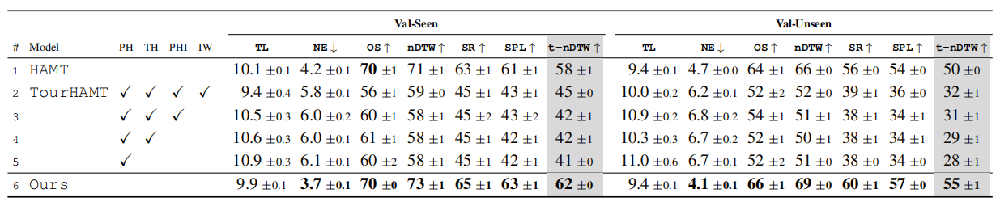 Val-Seen Val-Unseen
# Model PH TH PHI IW TL NE↓ OS↑ nDTW↑ SR↑ SPL↑ t-nDTW↑ TL NE↓ OS↑ nDTW↑ SR↑ SPL↑ t-nDTW↑
1 HAMT 10.1 ±0.1 4.2 ±0.1 70 ±1 71 ±1 63 ±1 61 ±1 58 ±1 9.4 ±0.1 4.7 ±0.0 64 ±1 66 ±0 56 ±0 54 ±0 50 ±0
2 TourHAMT ✓ ✓ ✓ ✓ 9.4 ±0.4 5.8 ±0.1 56 ±1 59 ±0 45 ±1 43 ±1 45 ±0 10.0 ±0.2 6.2 ±0.1 52 ±2 52 ±0 39 ±1 36 ±0 32 ±1
3 ✓ ✓ ✓ 10.5 ±0.3 6.0 ±0.2 60 ±1 58 ±1 45 ±2 43 ±2 42 ±1 10.9 ±0.2 6.8 ±0.2 54 ±1 51 ±1 38 ±1 34 ±1 31 ±1
4 ✓ ✓ 10.6 ±0.3 6.0 ±0.1 61 ±1 58 ±1 45 ±1 42 ±1 42 ±1 10.3 ±0.3 6.7 ±0.2 52 ±1 50 ±1 38 ±1 34 ±1 29 ±1
5 ✓ 10.9 ±0.3 6.1 ±0.1 60 ±2 58 ±1 45 ±1 42 ±1 41 ±0 11.0 ±0.6 6.7 ±0.1 52 ±2 51 ±0 38 ±0 34 ±0 28 ±1
6 Ours 9.9 ±0.1 3.7 ±0.1 70 ±0 73 ±1 65 ±1 63 ±1 62 ±0 9.4 ±0.1 4.1 ±0.1 66 ±1 69 ±0 60 ±1 57 ±0 55 ±1